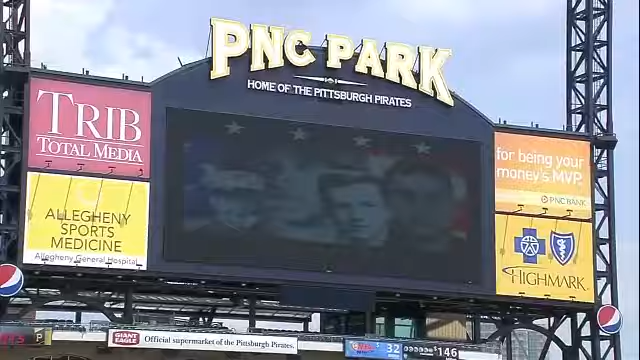 PNC PARK
HOME OF THE PITTSBURGH PIRATES
TRIB
TOTAL MEDIA
for being your
money's MVP.
PNC BANK
ALLEGHENY
SPORTS
MEDICINE
Allegheny General Hospital
HIGHMARK
GIANT
EAGLE
Official supermarket of the Pittsburgh Pirates.
32
146
P